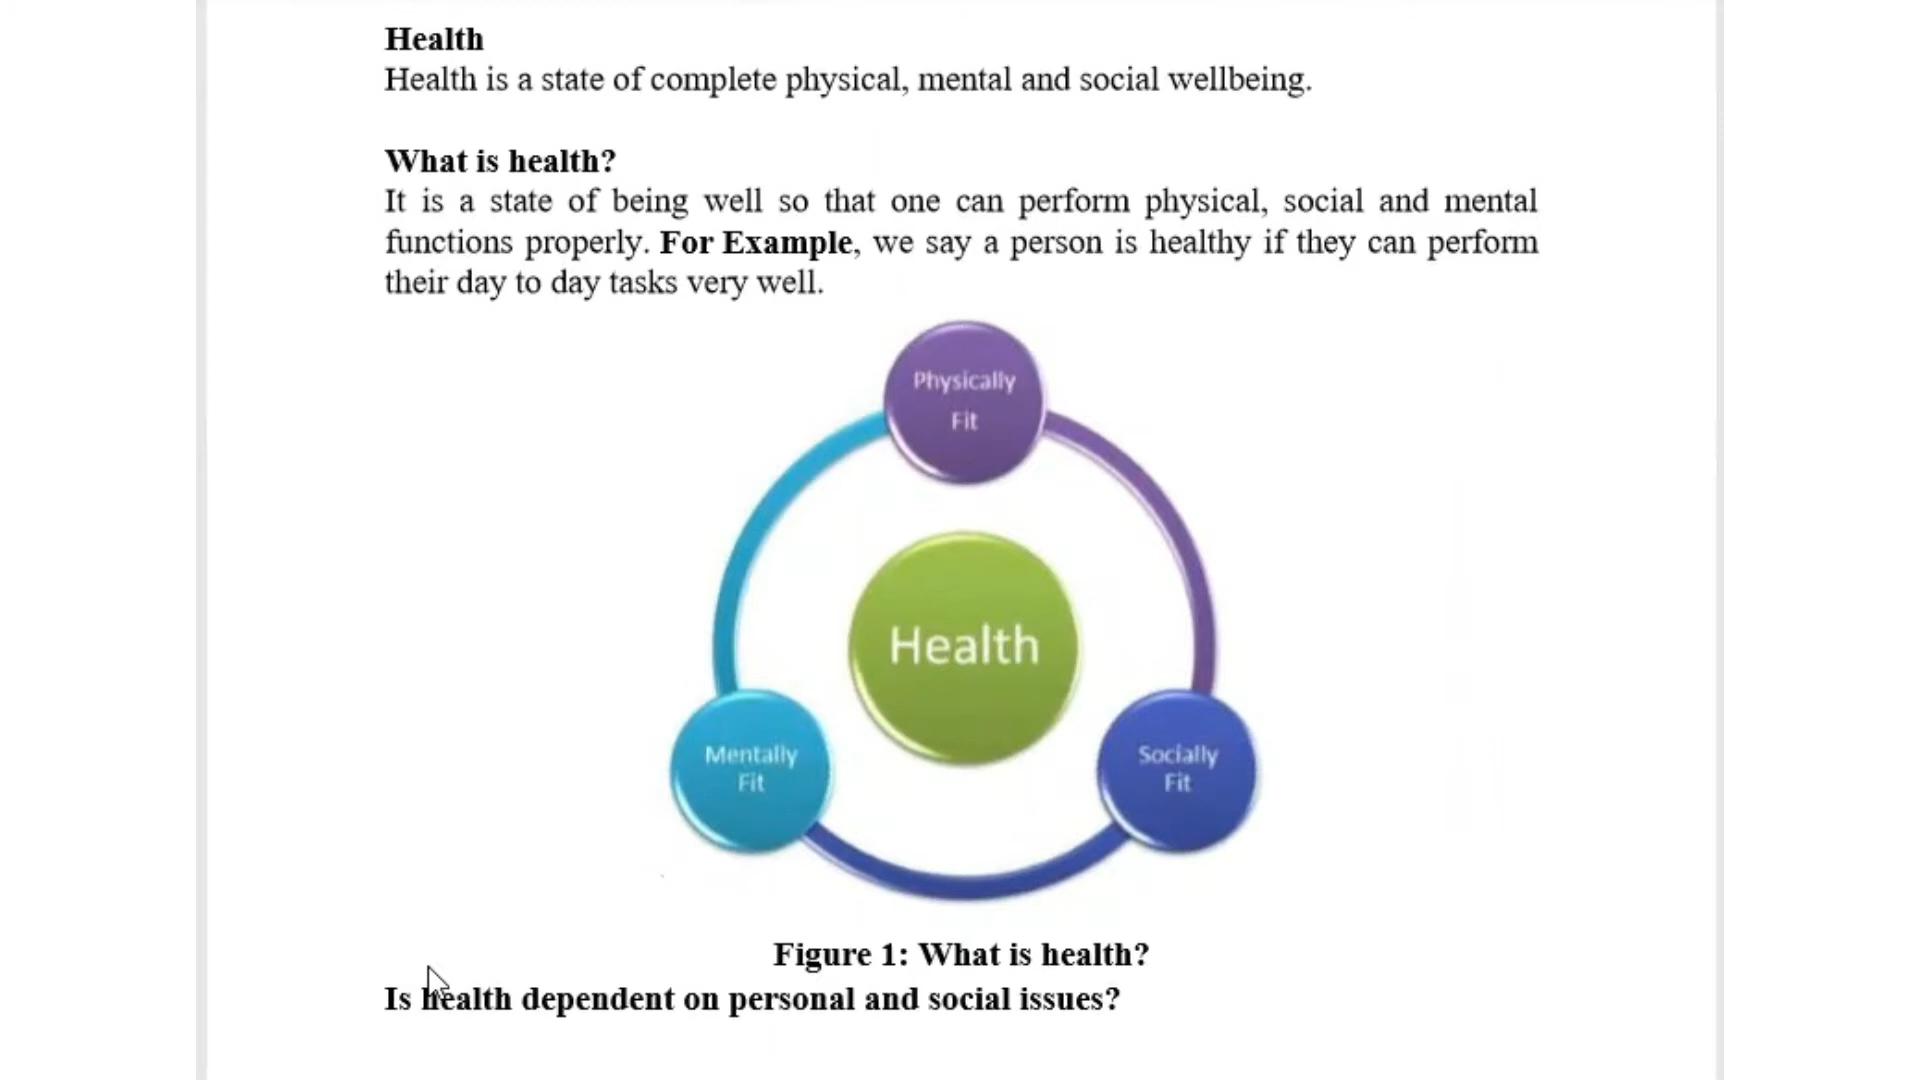 Health
Health is a state of complete physical, mental and social wellbeing.
What is health?
It is a state of being well so that one can perform physical, social and mental
functions properly. For Example, we say a person is healthy if they can perform
their day to day tasks very well.
Physically
Fit
Health
Mentally
Fit
Socially
Fit
Figure 1: What is health?
Is health dependent on personal and social issues?